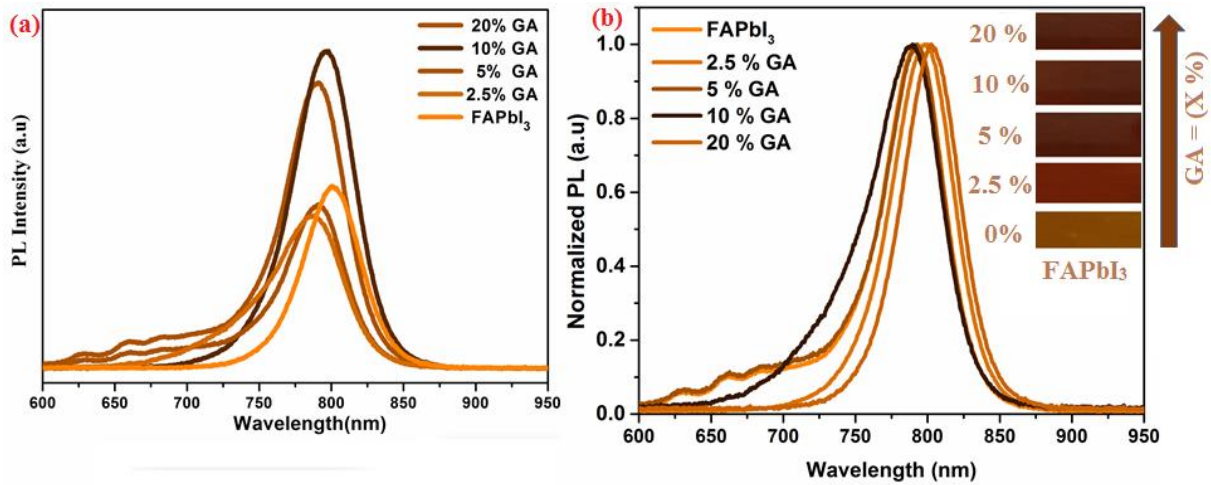 (a)
20% GA
10% GA
5% GA
2.5% GA
FAPbI₃
PL Intensity (a.u)
600 650 700 750 800 850 900 950
Wavelength(nm)
(b)
FAPbI₃
2.5 % GA
5 % GA
10 % GA
20 % GA
20 %
10 %
5 %
2.5 %
0%
FAPbI₃
GA = (X %)
Normalized PL (a.u)
1.0
0.8
0.6
0.4
0.2
0.0
600 650 700 750 800 850 900 950
Wavelength (nm)